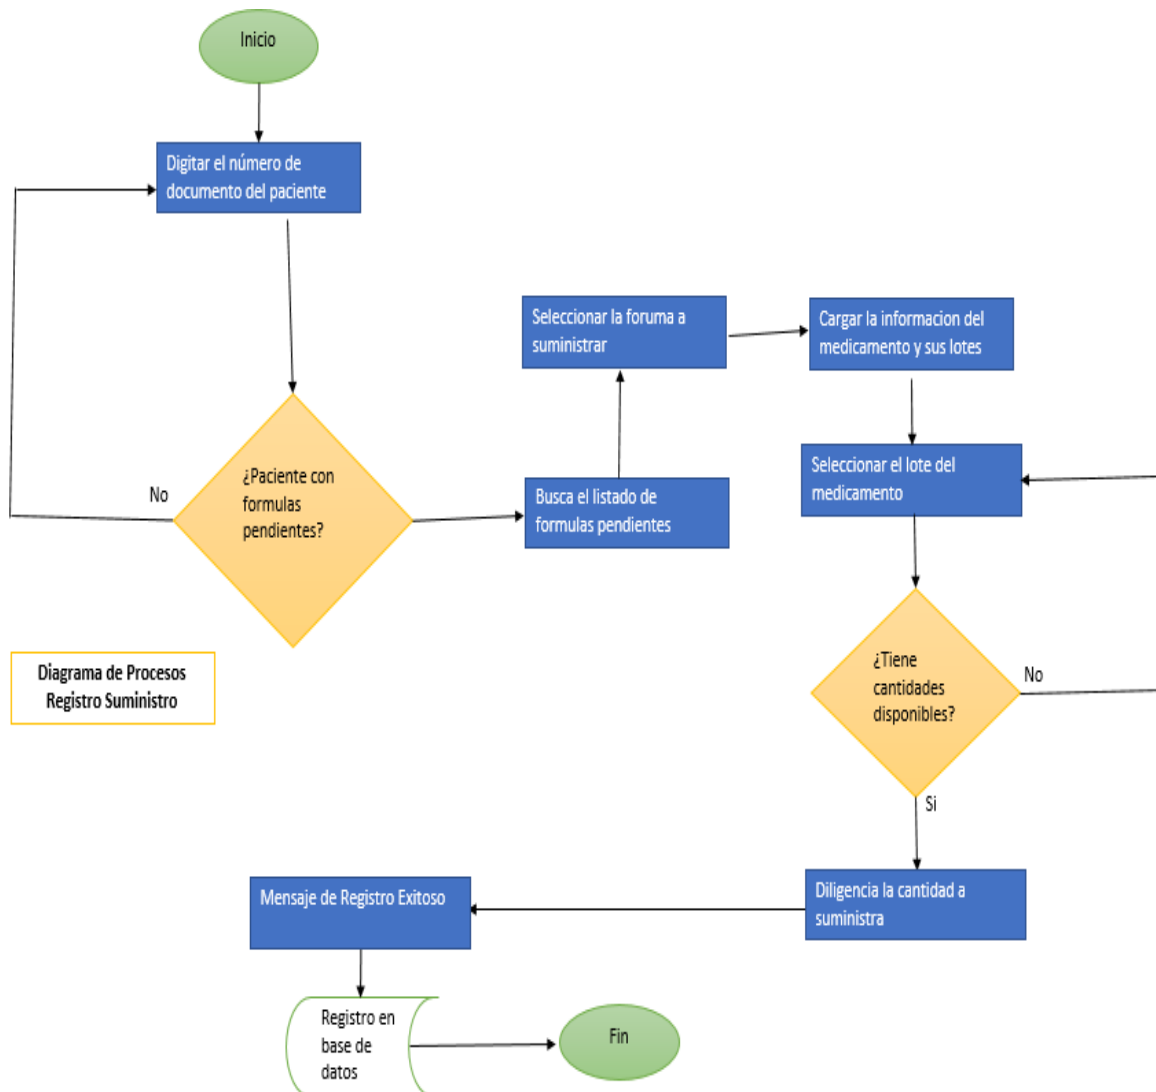 Inicio
Digitar el número de
documento del paciente
¿Paciente con
formulas
pendientes?
No
Busca el listado de
formulas pendientes
Seleccionar la foruma a
suministrar
Cargar la informacion del
medicamento y sus lotes
Seleccionar el lote del
medicamento
¿Tiene
cantidades
disponibles?
No
Si
Diligencia la cantidad a
suministra
Mensaje de Registro Exitoso
Registro en
base de
datos
Fin
Diagrama de Procesos
Registro Suministro